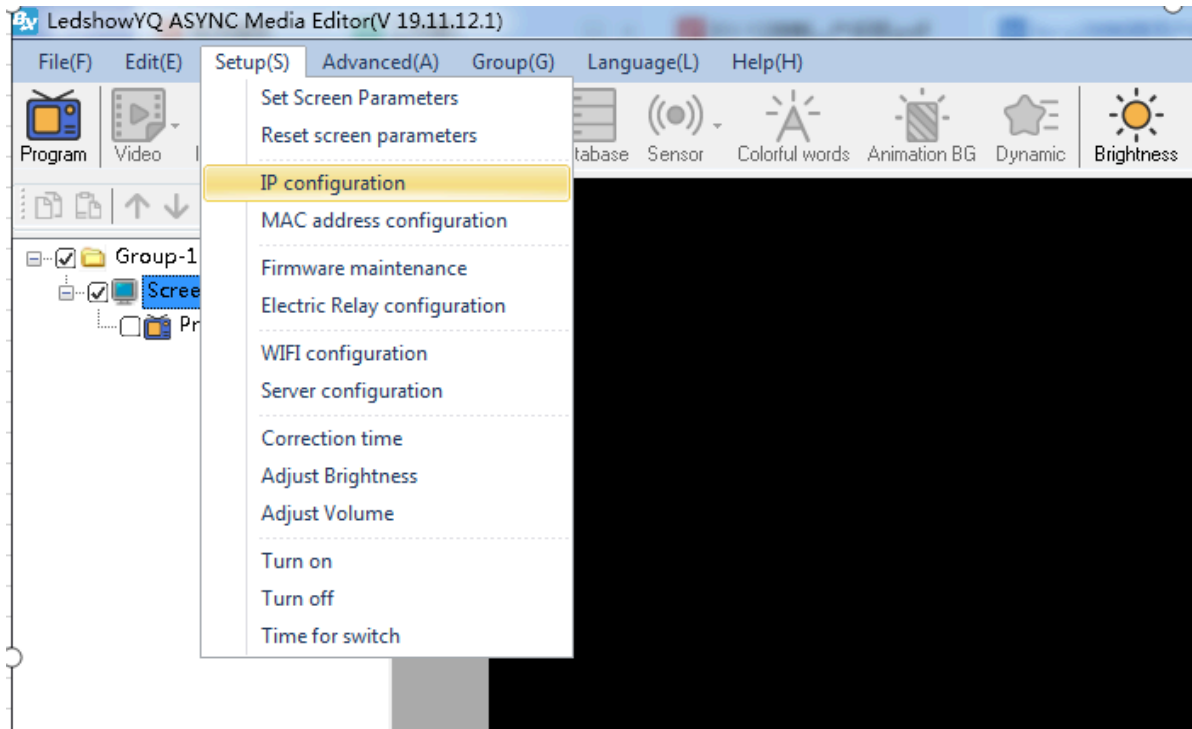 LedshowYQ ASYNC Media Editor(V 19.11.12.1)
File(F) Edit(E) Setup(S) Advanced(A) Group(G) Language(L) Help(H)
Program Video tabase Sensor Colorful words Animation BG Dynamic Brightness
Set Screen Parameters
Reset screen parameters
IP configuration
MAC address configuration
Firmware maintenance
Electric Relay configuration
WIFI configuration
Server configuration
Correction time
Adjust Brightness
Adjust Volume
Turn on
Turn off
Time for switch
Group-1
Scree
Pr